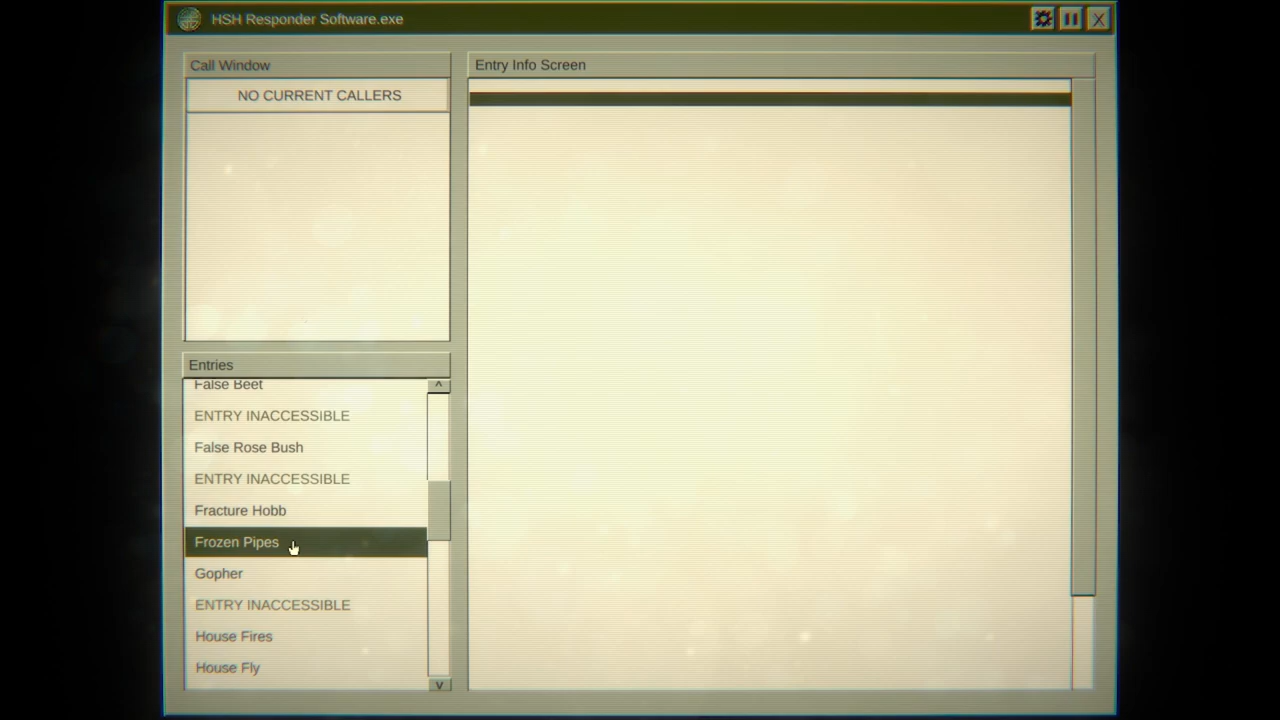 HSH Responder Software.exe
X
Call Window
NO CURRENT CALLERS
Entry Info Screen
Entries
False Beet
ENTRY INACCESSIBLE
False Rose Bush
ENTRY INACCESSIBLE
Fracture Hobb
Frozen Pipes
Gopher
ENTRY INACCESSIBLE
House Fires
House Fly